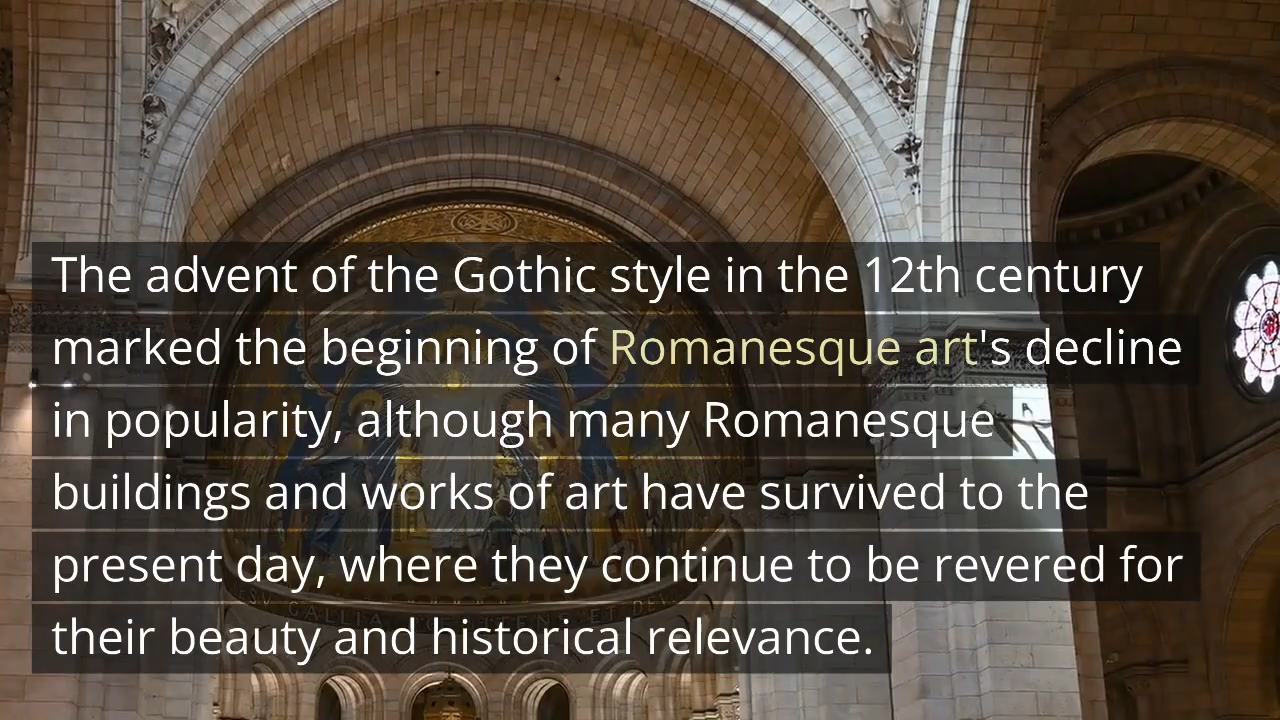 The advent of the Gothic style in the 12th century
marked the beginning of Romanesque art's decline
in popularity, although many Romanesque
buildings and works of art have survived to the
present day, where they continue to be revered for
their beauty and historical relevance.
GALLIA